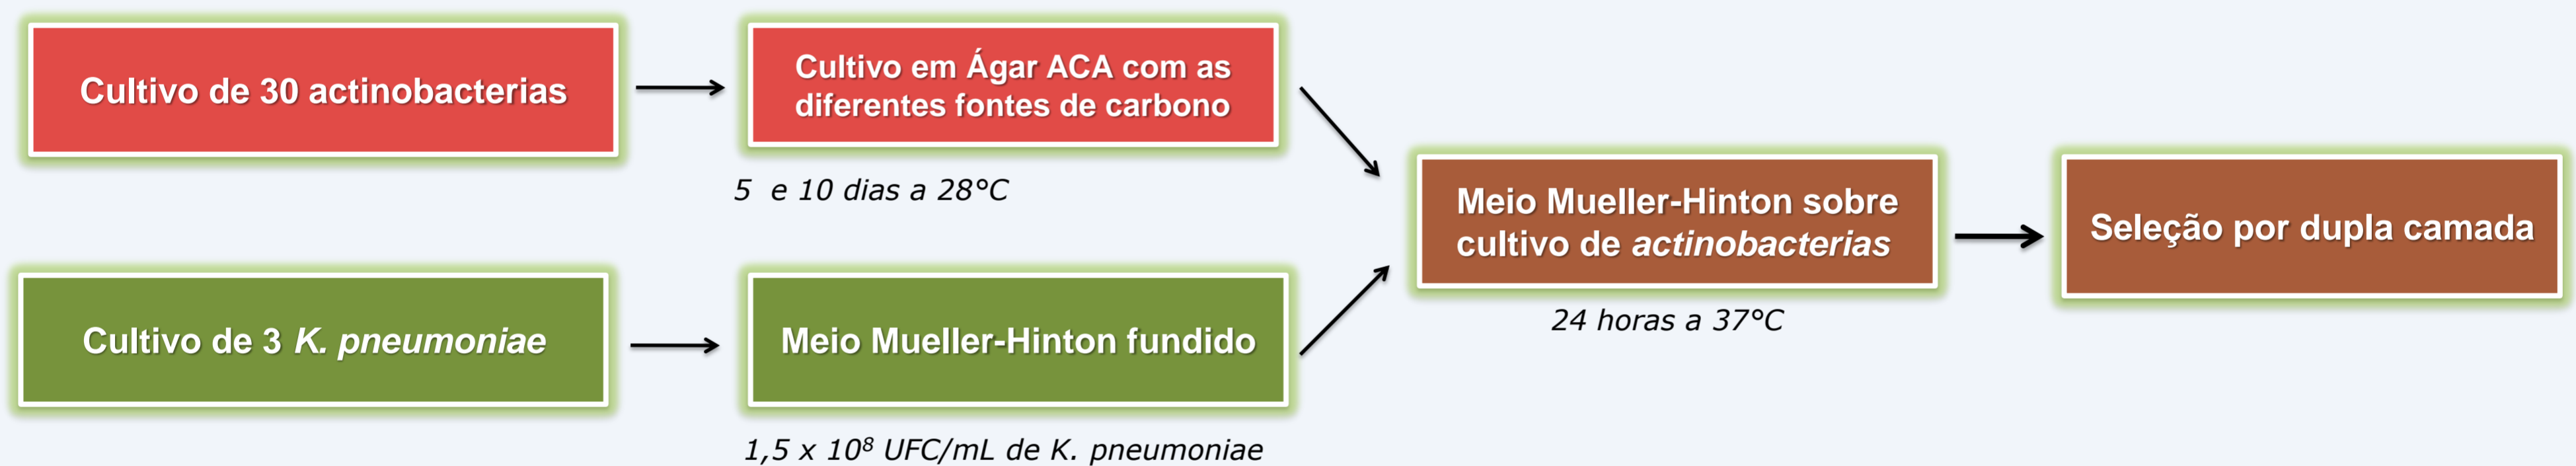 Cultivo de 30 actinobacterias
Cultivo em Ágar ACA com as
diferentes fontes de carbono
5 e 10 dias a 28°C
Cultivo de 3 K. pneumoniae
Meio Mueller-Hinton fundido
1,5 x 10⁸ UFC/mL de K. pneumoniae
Meio Mueller-Hinton sobre
cultivo de actinobacterias
24 horas a 37°C
Seleção por dupla camada